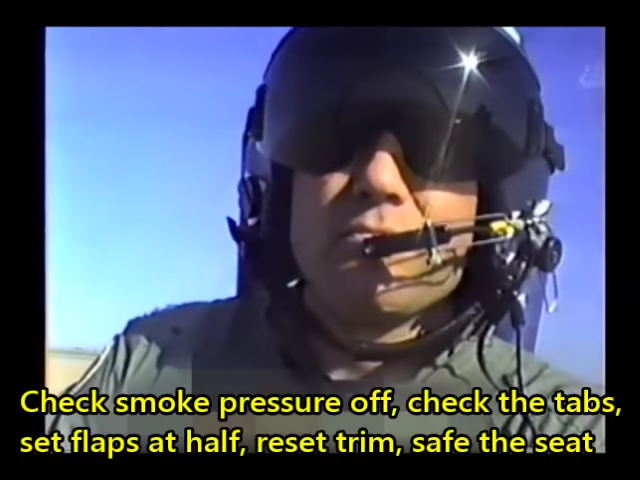 Check smoke pressure off, check the tabs,
set flaps at half, reset trim, safe the seat